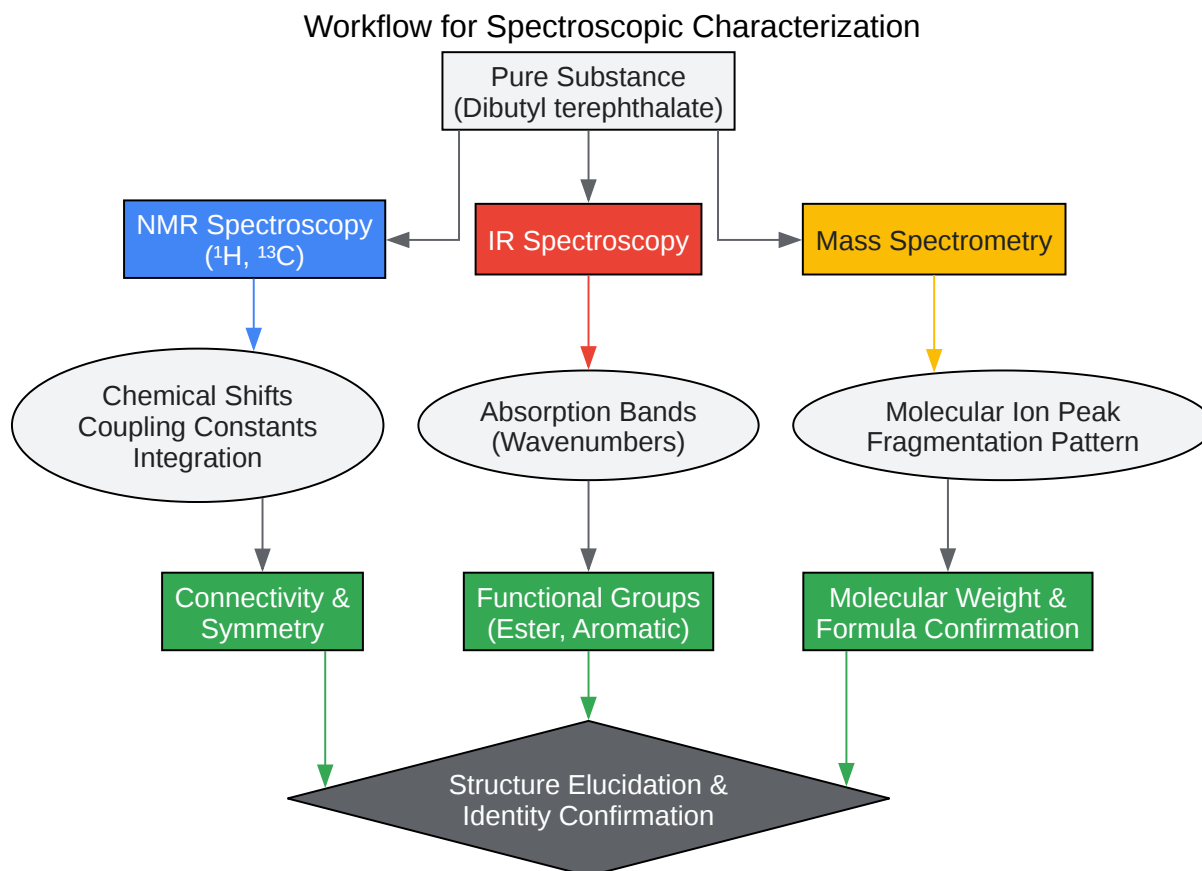 Workflow for Spectroscopic Characterization
Pure Substance
(Dibutyl terephthalate)
NMR Spectroscopy
(¹H, ¹³C)
IR Spectroscopy
Mass Spectrometry
Chemical Shifts
Coupling Constants
Integration
Absorption Bands
(Wavenumbers)
Molecular Ion Peak
Fragmentation Pattern
Connectivity &
Symmetry
Functional Groups
(Ester, Aromatic)
Molecular Weight &
Formula Confirmation
Structure Elucidation &
Identity Confirmation